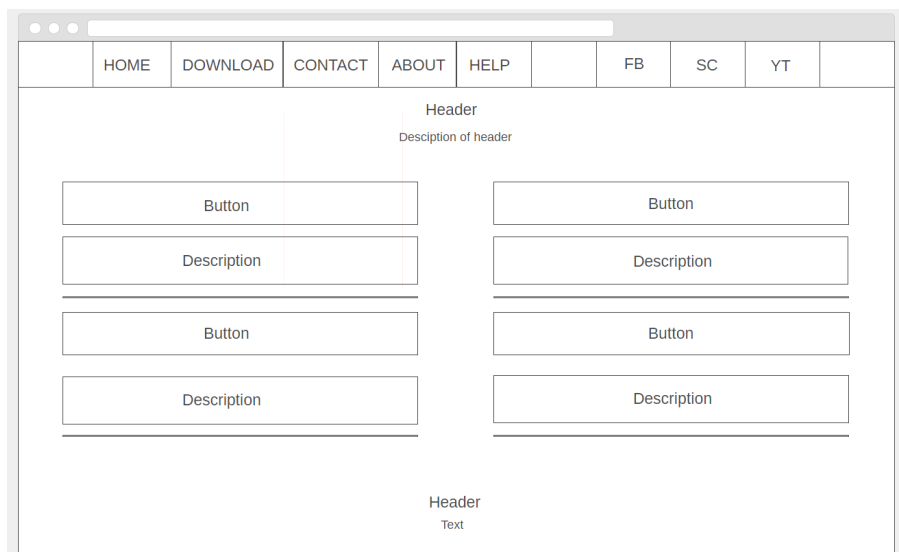 HOME DOWNLOAD CONTACT ABOUT HELP FB SC YT
Header
Desciption of header
Button Button
Description Description
Button Button
Description Description
Header
Text